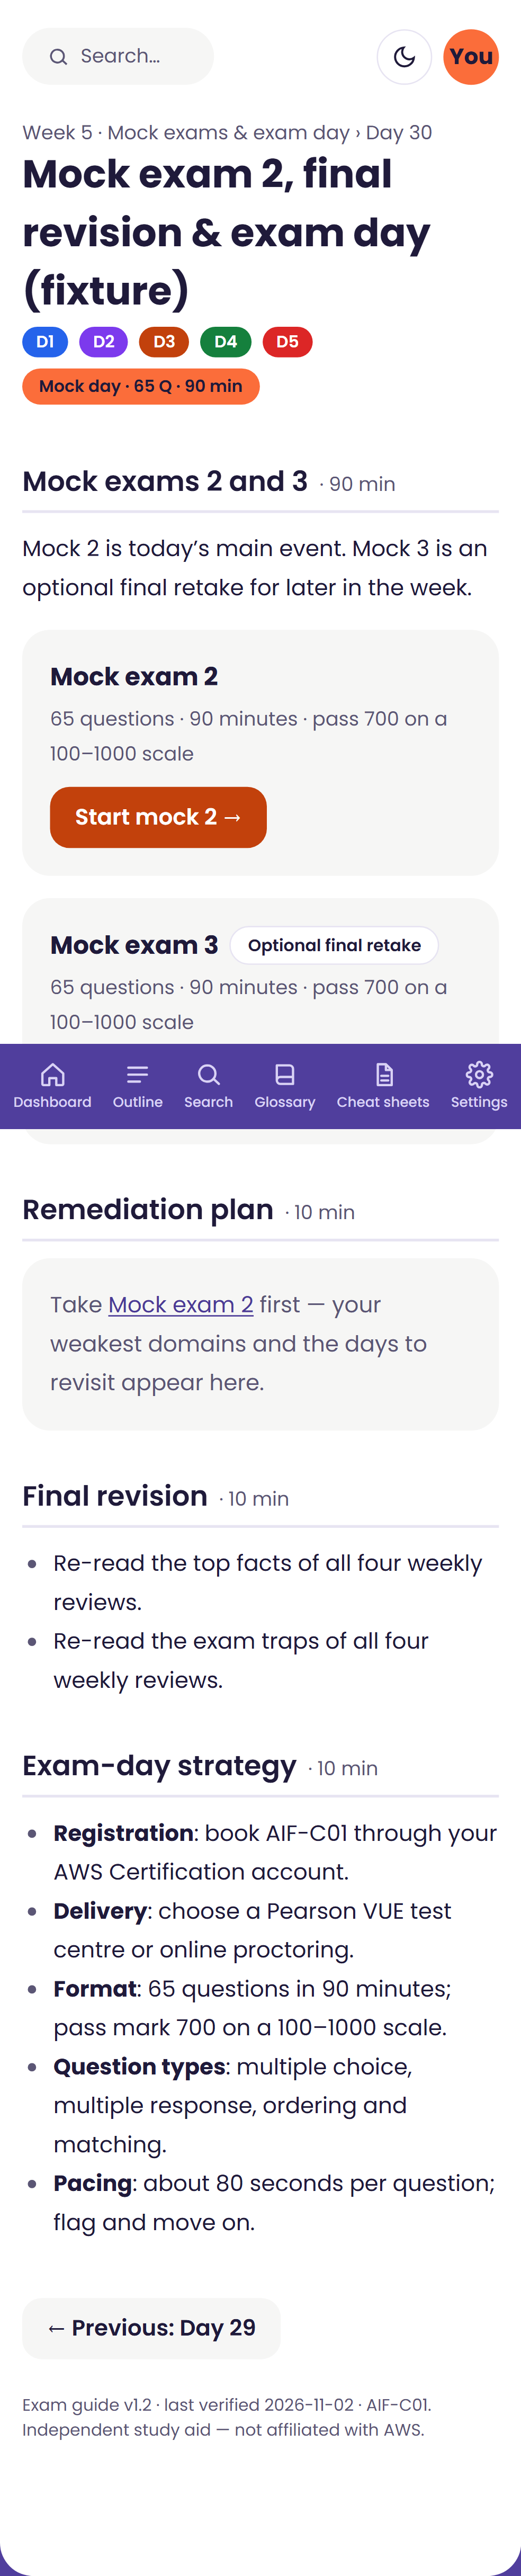 Search...
You
Week 5 · Mock exams & exam day › Day 30
Mock exam 2, final
revision & exam day
(fixture)
D1 D2 D3 D4 D5
Mock day · 65 Q · 90 min
Mock exams 2 and 3 · 90 min
Mock 2 is today’s main event. Mock 3 is an
optional final retake for later in the week.
Mock exam 2
65 questions · 90 minutes · pass 700 on a
100–1000 scale
Start mock 2 →
Mock exam 3 Optional final retake
65 questions · 90 minutes · pass 700 on a
100–1000 scale
Dashboard Outline Search Glossary Cheat sheets Settings
Remediation plan · 10 min
Take Mock exam 2 first — your
weakest domains and the days to
revisit appear here.
Final revision · 10 min
• Re-read the top facts of all four weekly
reviews.
• Re-read the exam traps of all four
weekly reviews.
Exam-day strategy · 10 min
• Registration: book AIF-C01 through your
AWS Certification account.
• Delivery: choose a Pearson VUE test
centre or online proctoring.
• Format: 65 questions in 90 minutes;
pass mark 700 on a 100–1000 scale.
• Question types: multiple choice,
multiple response, ordering and
matching.
• Pacing: about 80 seconds per question;
flag and move on.
← Previous: Day 29
Exam guide v1.2 · last verified 2026-11-02 · AIF-C01.
Independent study aid — not affiliated with AWS.